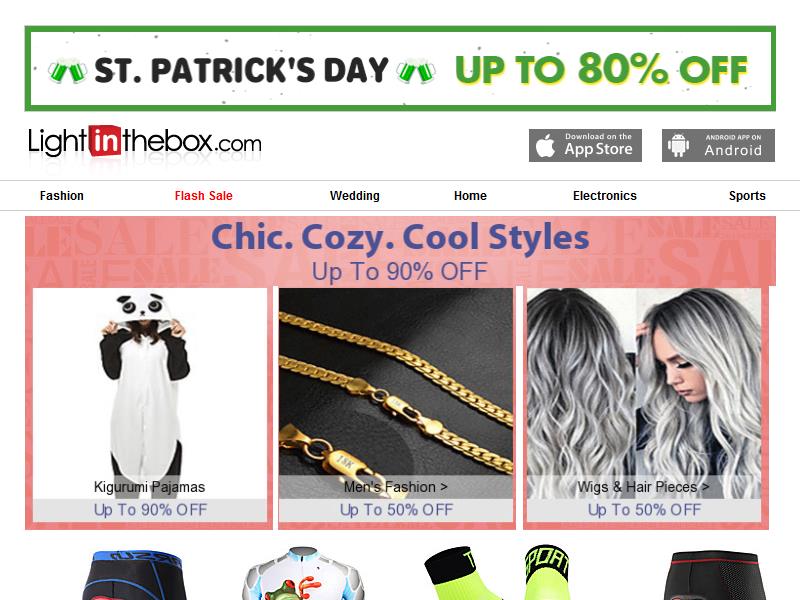 ST. PATRICK'S DAY UP TO 80% OFF
Lightinthebox.com
Download on the
App Store
ANDROID APP ON
Android
Fashion Flash Sale Wedding Home Electronics Sports
Chic. Cozy. Cool Styles
Up To 90% OFF
18K
Kigurumi Pajamas Men's Fashion > Wigs & Hair Pieces >
Up To 90% OFF Up To 50% OFF Up To 50% OFF
SPORT